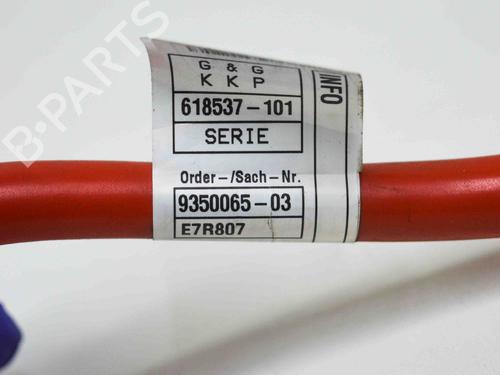 G & G
K K P
618537-101
SERIE
Order-/Sach-Nr.
9350065-03
E7R807
INFO
B-PARTS